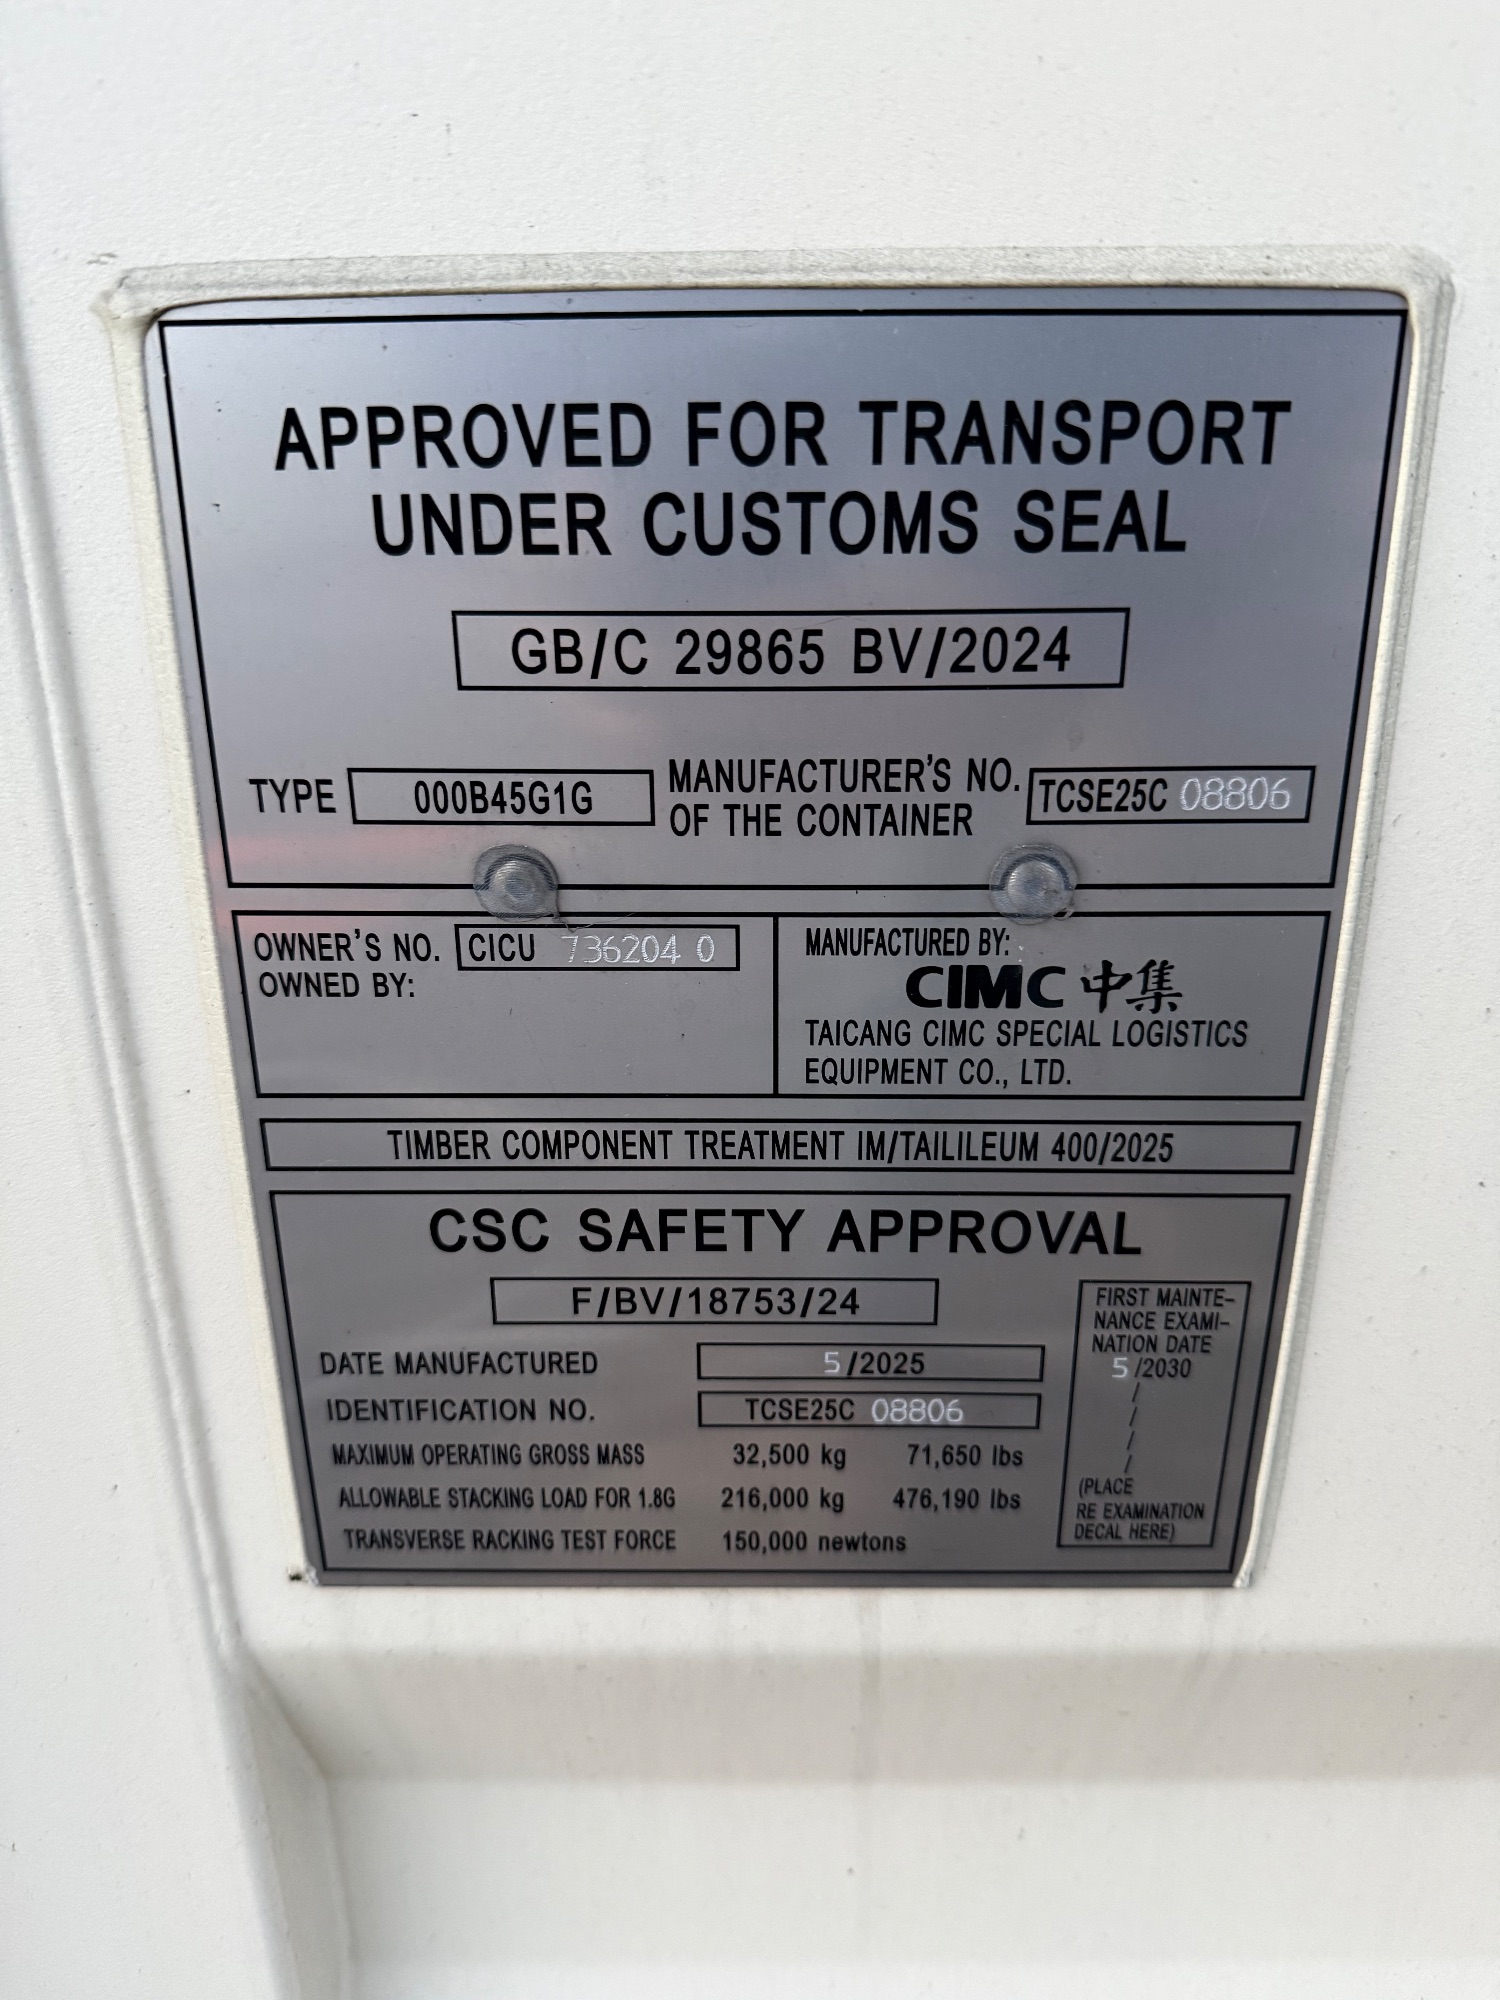 APPROVED FOR TRANSPORT
UNDER CUSTOMS SEAL
GB/C 29865 BV/2024
TYPE 000B45G1G
MANUFACTURER'S NO.
OF THE CONTAINER
TCSE25C 08806
OWNER'S NO. CICU 736204 0
OWNED BY:
MANUFACTURED BY:
CIMC 中集
TAICANG CIMC SPECIAL LOGISTICS
EQUIPMENT CO., LTD.
TIMBER COMPONENT TREATMENT IM/TAILILEUM 400/2025
CSC SAFETY APPROVAL
F/BV/18753/24
DATE MANUFACTURED 5/2025
IDENTIFICATION NO. TCSE25C 08806
MAXIMUM OPERATING GROSS MASS 32,500 kg 71,650 lbs
ALLOWABLE STACKING LOAD FOR 1.8G 216,000 kg 476,190 lbs
TRANSVERSE RACKING TEST FORCE 150,000 newtons
FIRST MAINTE-
NANCE EXAMI-
NATION DATE
5/2030
/
/
/
/
(PLACE
RE EXAMINATION
DECAL HERE)